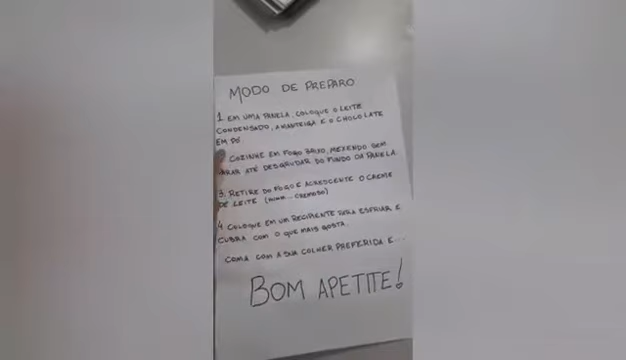 MODO DE PREPARO
1 EM UMA PANELA, COLOQUE O LEITE
CONDENSADO, A MANTEIGA E O CHOCOLATE
EM PÓ
COZINHE EM FOGO BAIXO, MEXENDO SEM
PARAR ATÉ DESGRUDAR DO FUNDO DA PANELA.
3. RETIRE DO FOGO E ACRESCENTE O CREME
DE LEITE (HUMM... CREMOSO)
4 COLOQUE EM UM RECIPIENTE PARA ESFRIAR E
CUBRA COM O QUE MAIS GOSTA.
COMA COM A SUA COLHER PREFERIDA E...
BOM APETITE!